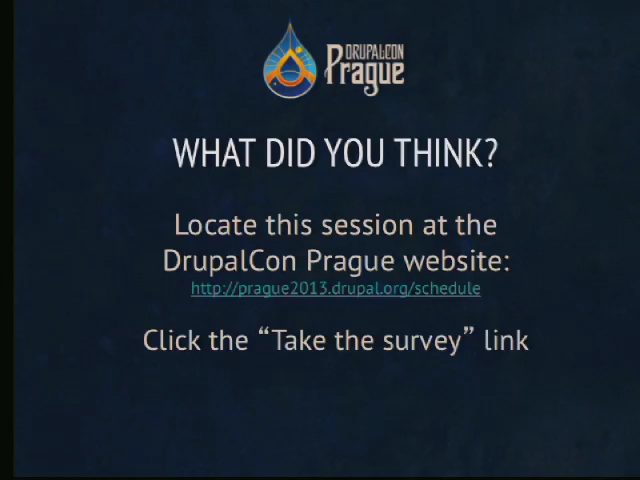 DRUPALCON
Prague
WHAT DID YOU THINK?
Locate this session at the
DrupalCon Prague website:
http://prague2013.drupal.org/schedule
Click the “Take the survey” link